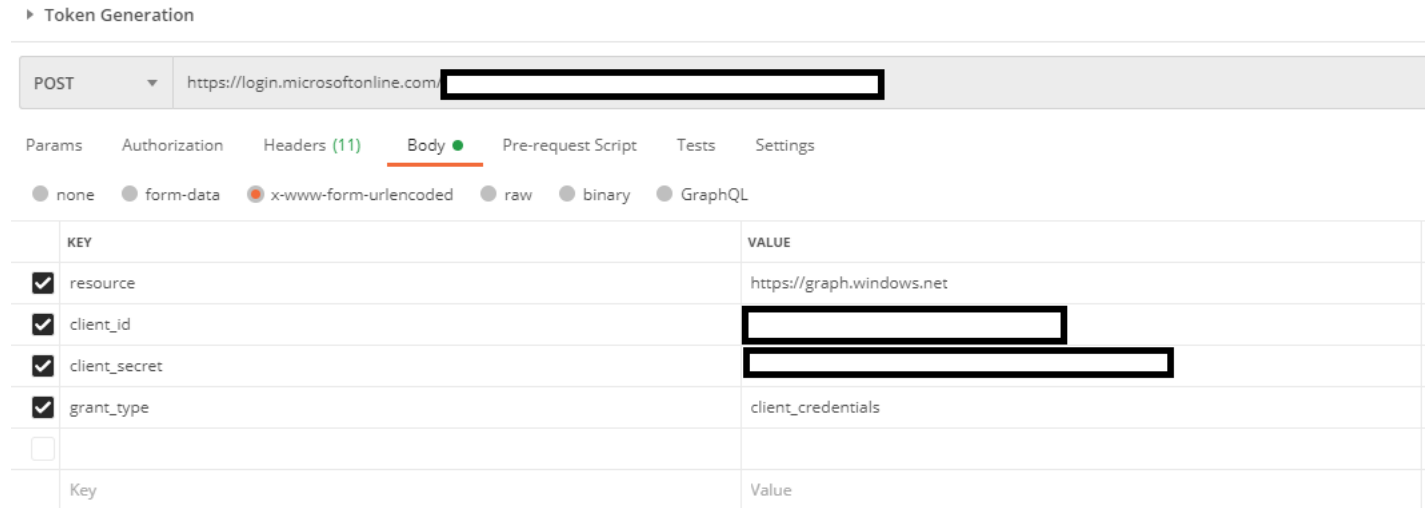 Token Generation
POST https://login.microsoftonline.com/
Params Authorization Headers (11) Body Pre-request Script Tests Settings
none form-data x-www-form-urlencoded raw binary GraphQL
KEY VALUE
resource https://graph.windows.net
client_id
client_secret
grant_type client_credentials
Key Value